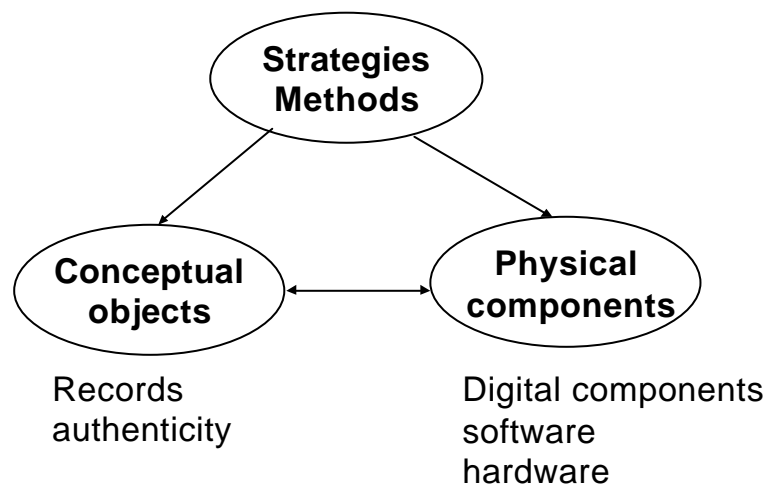 Strategies
Methods
Conceptual
objects
Physical
components
Records
authenticity
Digital components
software
hardware